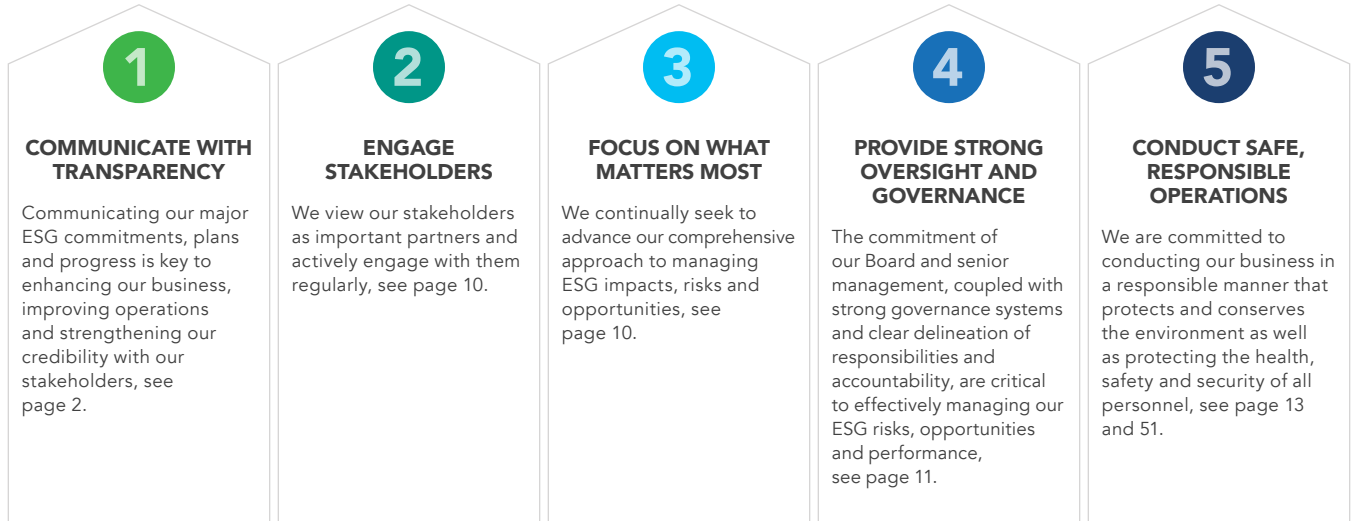 1
COMMUNICATE WITH
TRANSPARENCY
Communicating our major
ESG commitments, plans
and progress is key to
enhancing our business,
improving operations
and strengthening our
credibility with our
stakeholders, see
page 2.
2
ENGAGE
STAKEHOLDERS
We view our stakeholders
as important partners and
actively engage with them
regularly, see page 10.
3
FOCUS ON WHAT
MATTERS MOST
We continually seek to
advance our comprehensive
approach to managing
ESG impacts, risks and
opportunities, see
page 10.
4
PROVIDE STRONG
OVERSIGHT AND
GOVERNANCE
The commitment of
our Board and senior
management, coupled with
strong governance systems
and clear delineation of
responsibilities and
accountability, are critical
to effectively managing our
ESG risks, opportunities
and performance,
see page 11.
5
CONDUCT SAFE,
RESPONSIBLE
OPERATIONS
We are committed to
conducting our business in
a responsible manner that
protects and conserves
the environment as well
as protecting the health,
safety and security of all
personnel, see page 13
and 51.